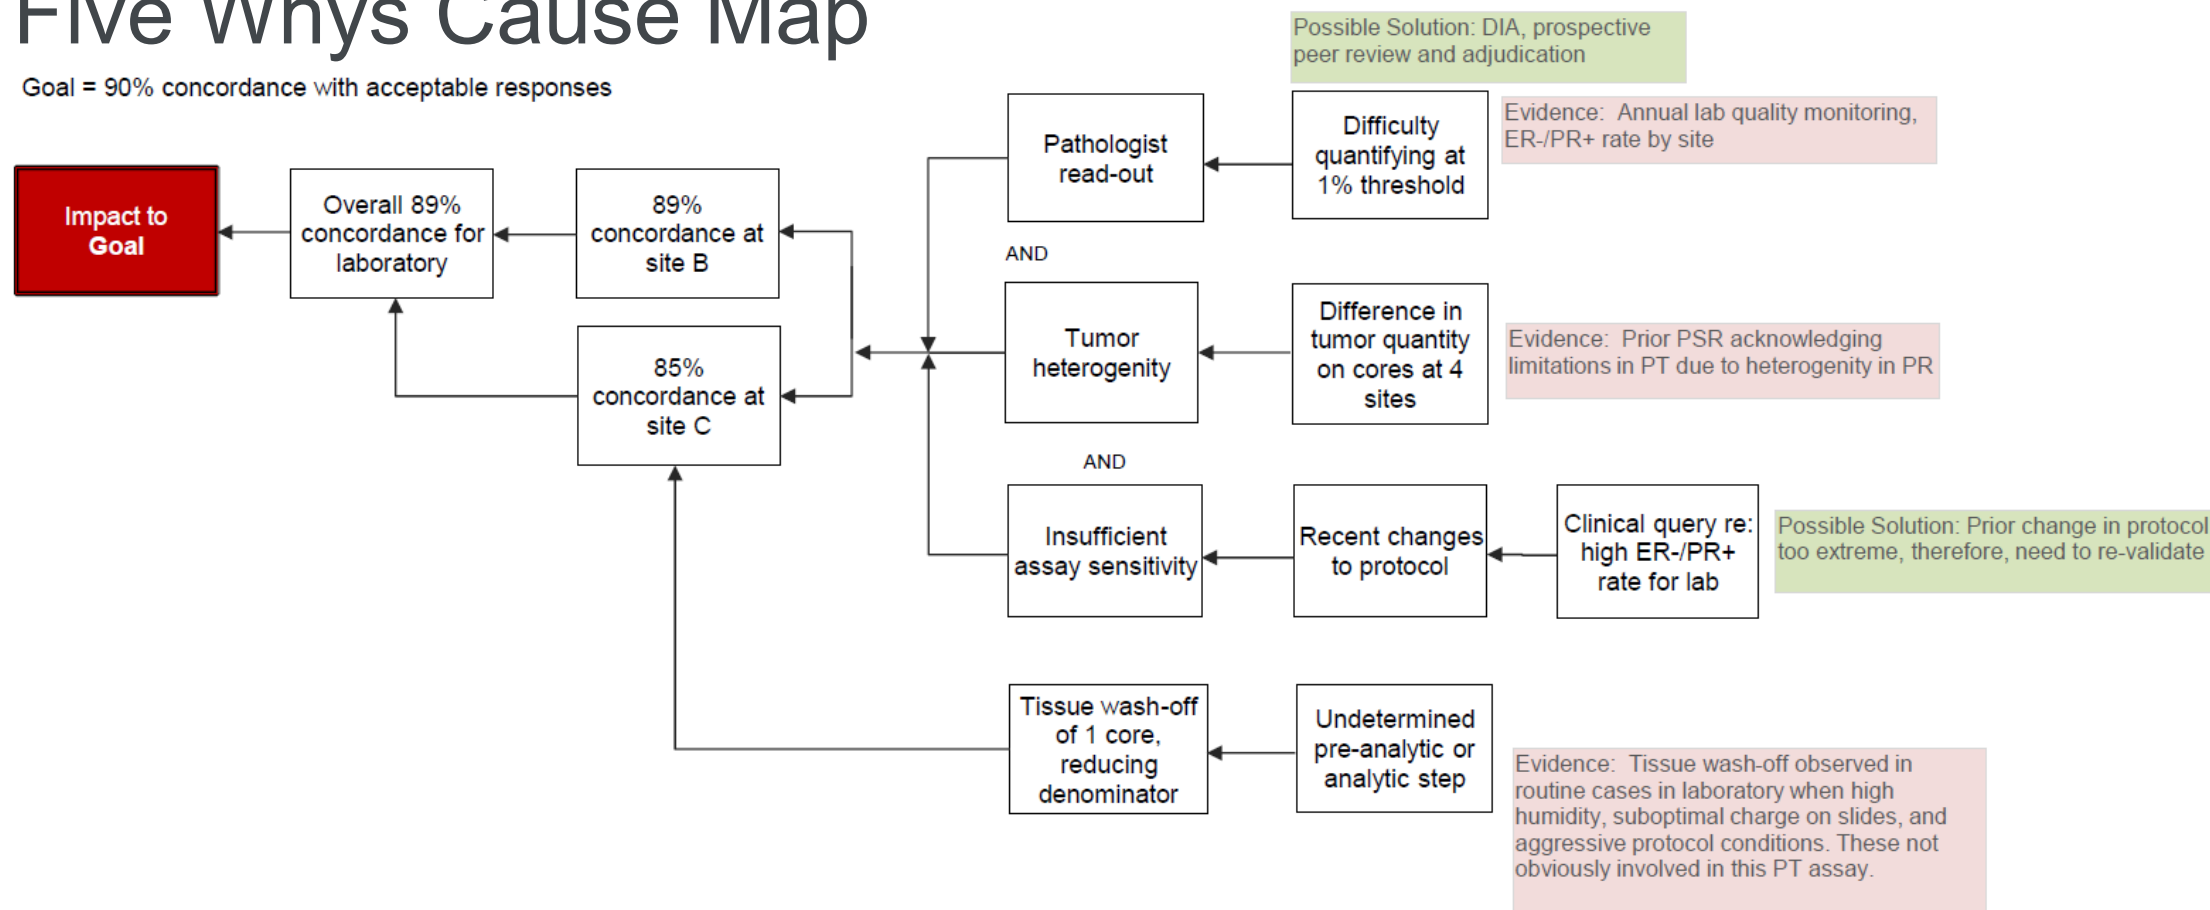 Five Whys Cause Map
Goal = 90% concordance with acceptable responses
Impact to
Goal
Overall 89%
concordance for
laboratory
89%
concordance at
site B
85%
concordance at
site C
Pathologist
read-out
Difficulty
quantifying at
1% threshold
Possible Solution: DIA, prospective
peer review and adjudication
Evidence: Annual lab quality monitoring,
ER-/PR+ rate by site
AND
Tumor
heterogenity
Difference in
tumor quantity
on cores at 4
sites
Evidence: Prior PSR acknowledging
limitations in PT due to heterogenity in PR
AND
Insufficient
assay sensitivity
Recent changes
to protocol
Clinical query re:
high ER-/PR+
rate for lab
Possible Solution: Prior change in protocol
too extreme, therefore, need to re-validate
Tissue wash-off
of 1 core,
reducing
denominator
Undetermined
pre-analytic or
analytic step
Evidence: Tissue wash-off observed in
routine cases in laboratory when high
humidity, suboptimal charge on slides, and
aggressive protocol conditions. These not
obviously involved in this PT assay.